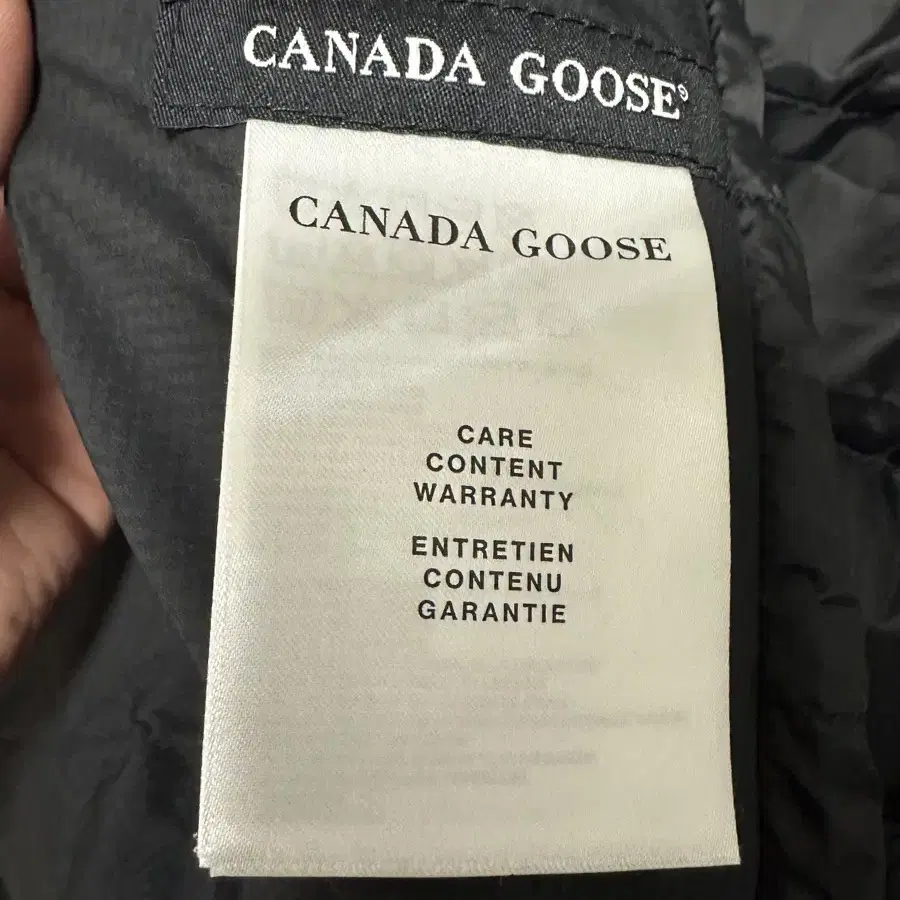 CANADA GOOSE®
CANADA GOOSE
CARE
CONTENT
WARRANTY
ENTRETIEN
CONTENU
GARANTIE